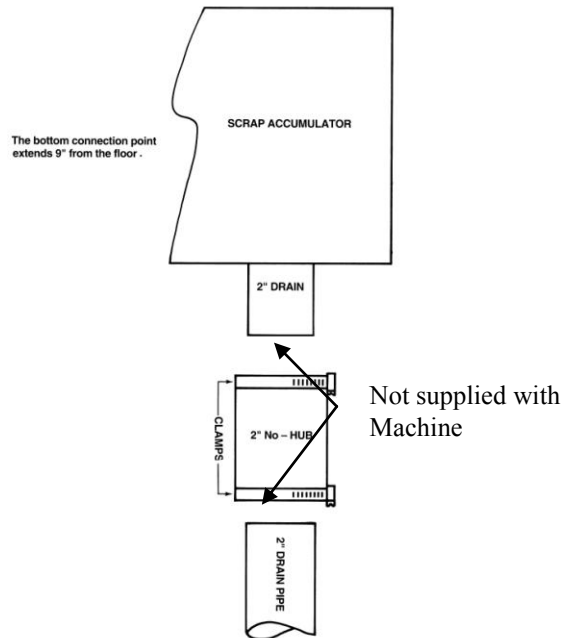 SCRAP ACCUMULATOR
The bottom connection point
extends 9" from the floor .
2" DRAIN
Not supplied with
Machine
CLAMPS
2" No – HUB
2" DRAIN PIPE